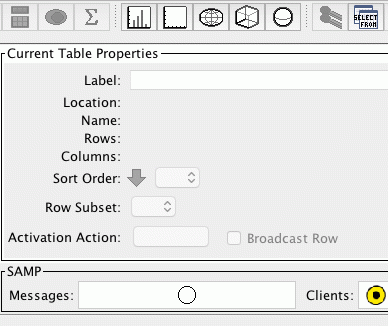 Σ
SELECT
FROM
Current Table Properties
Label:
Location:
Name:
Rows:
Columns:
Sort Order:
Row Subset:
Activation Action: Broadcast Row
SAMP
Messages: Clients: